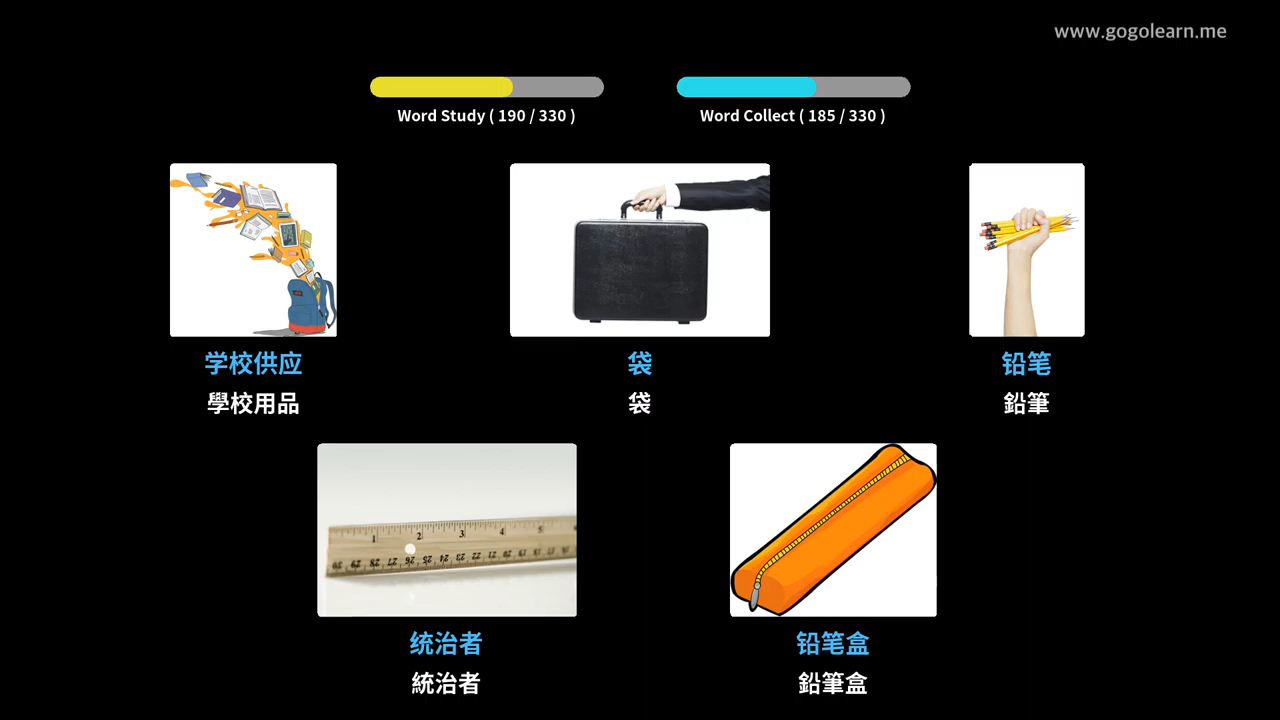 www.gogolearn.me
Word Study ( 190 / 330 )
Word Collect ( 185 / 330 )
学校供应
學校用品
袋
袋
铅笔
鉛筆
统治者
統治者
铅笔盒
鉛筆盒